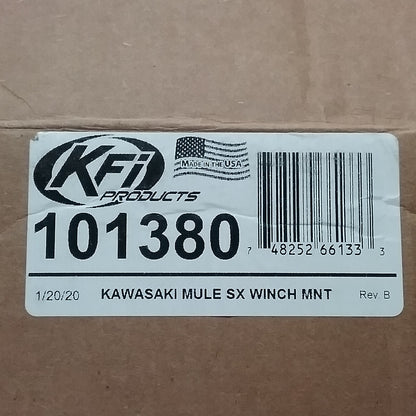 KFi
PRODUCTS
MADE IN THE USA
101380
7 48252 66133 3
1/20/20 KAWASAKI MULE SX WINCH MNT Rev. B